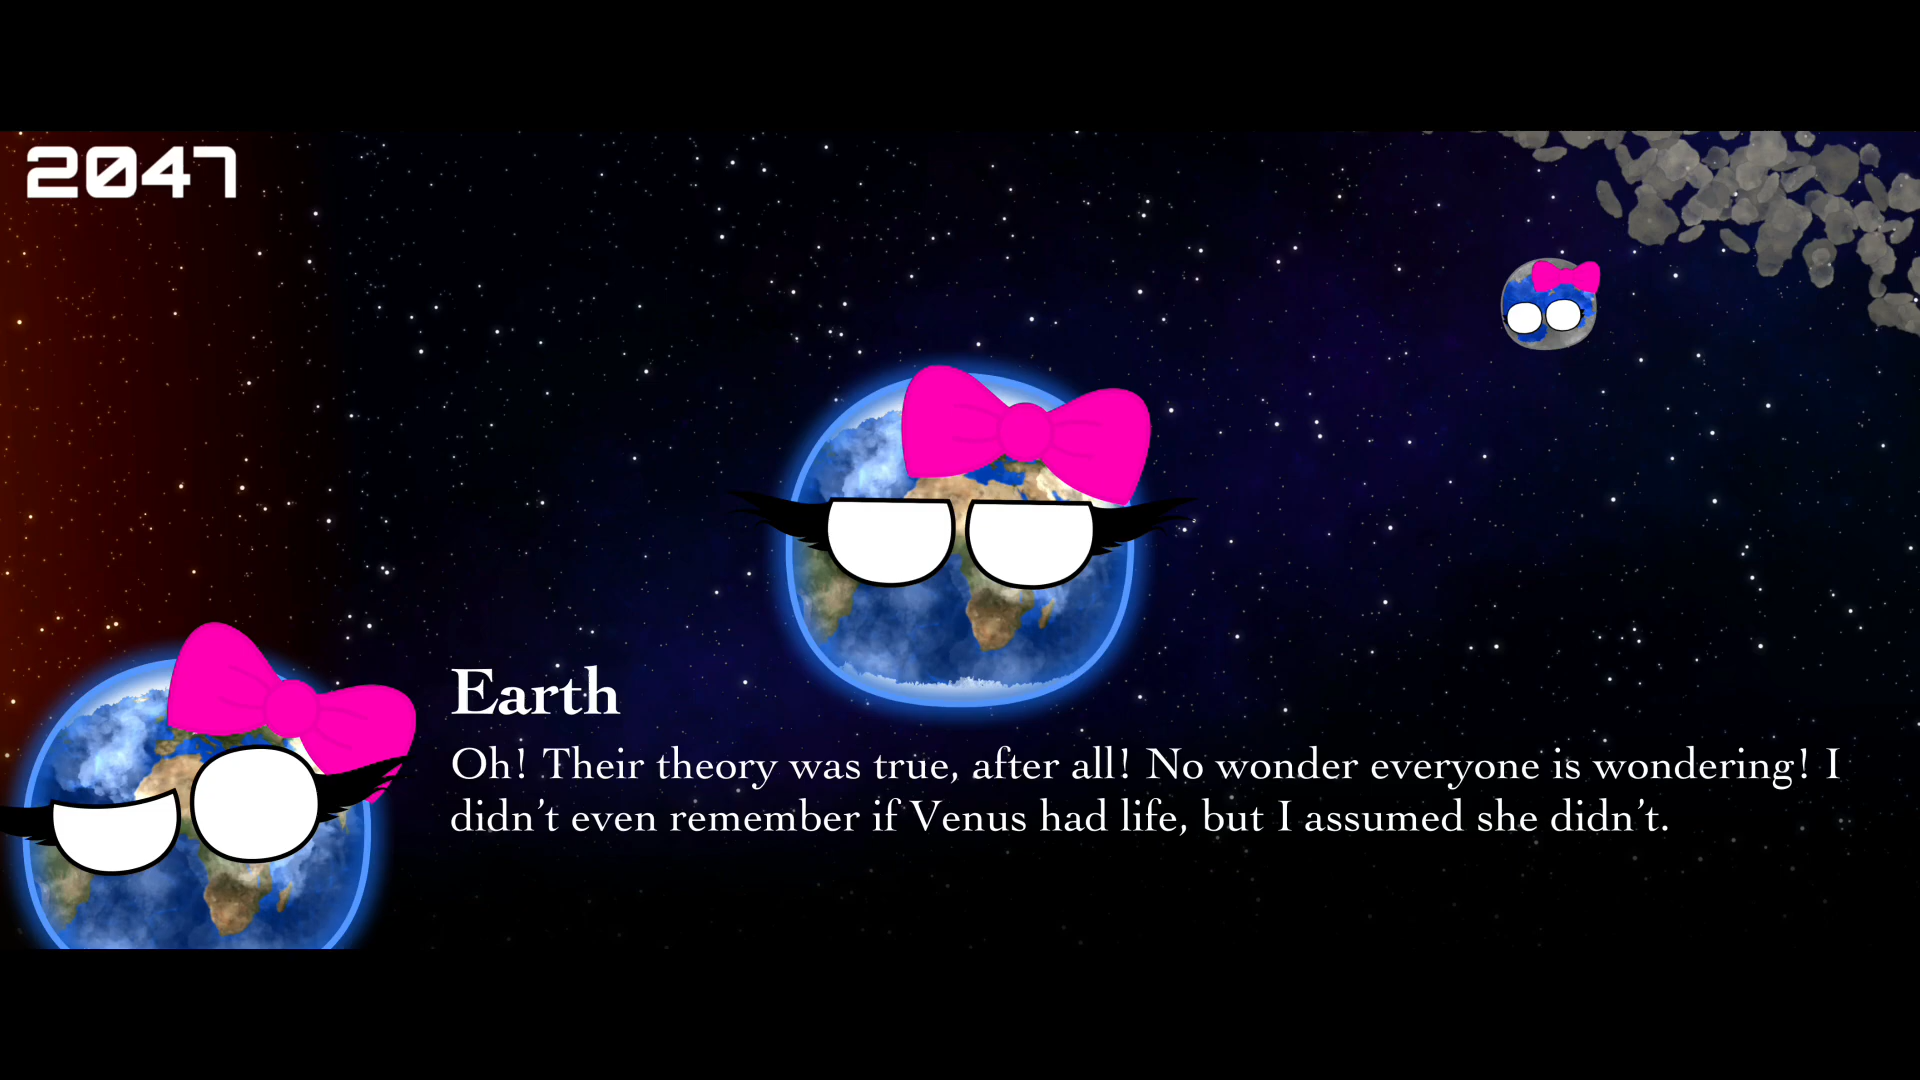 2047
Earth
Oh! Their theory was true, after all! No wonder everyone is wondering! I
didn’t even remember if Venus had life, but I assumed she didn’t.